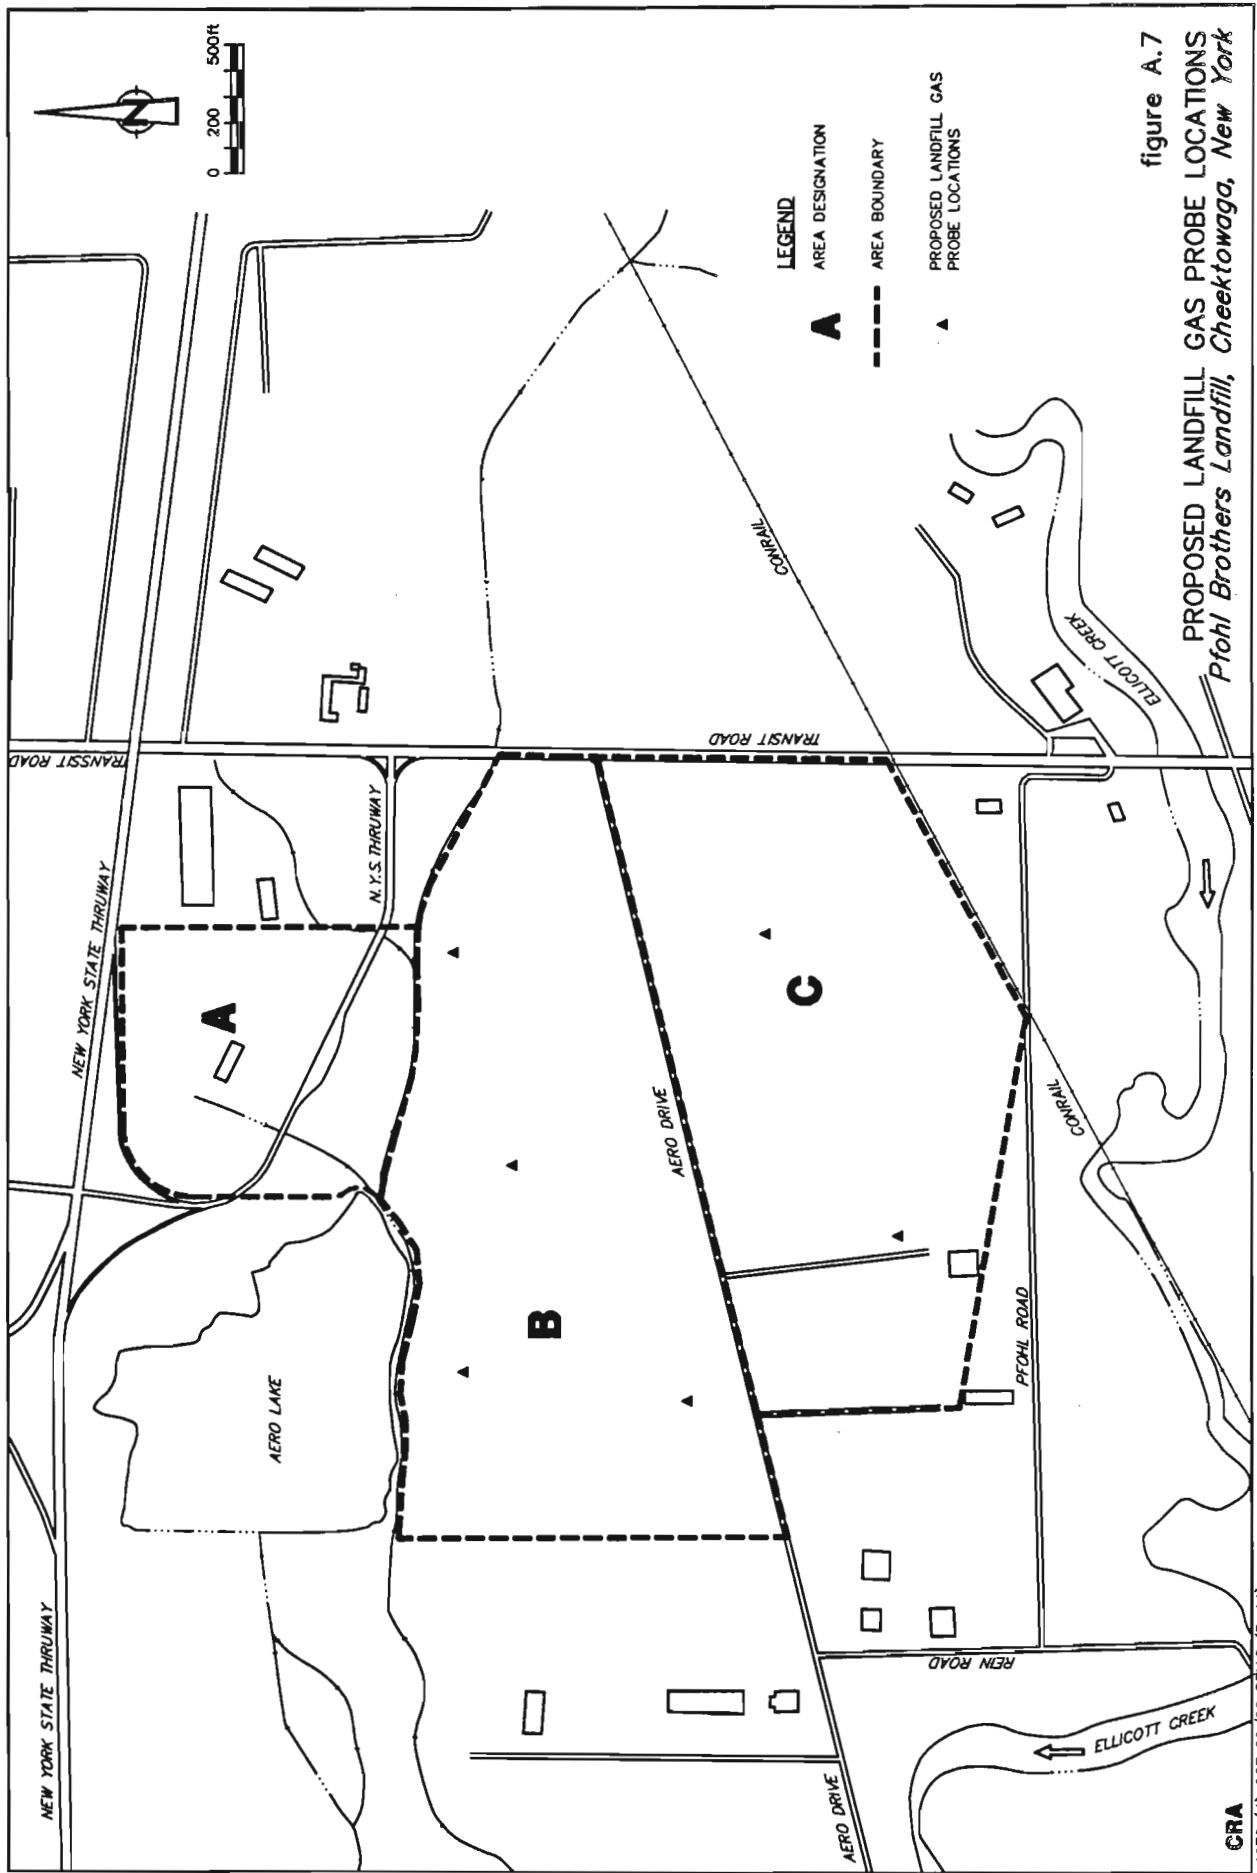 NEW YORK STATE THRUWAY
NEW YORK STATE THRUWAY
TRANSSIT ROAD
N
0 200 500ft
A
N.Y.S. THRUWAY
AERO LAKE
B
AERO DRIVE
TRANSIT ROAD
C
CONRAIL
LEGEND
A AREA DESIGNATION
AREA BOUNDARY
PROPOSED LANDFILL GAS
PROBE LOCATIONS
AERO DRIVE
REIN ROAD
PFOHL ROAD
CONRAIL
ELLICOTT CREEK
ELLICOTT CREEK
figure A.7
PROPOSED LANDFILL GAS PROBE LOCATIONS
Pfohl Brothers Landfill, Cheektowaga, New York
CRA